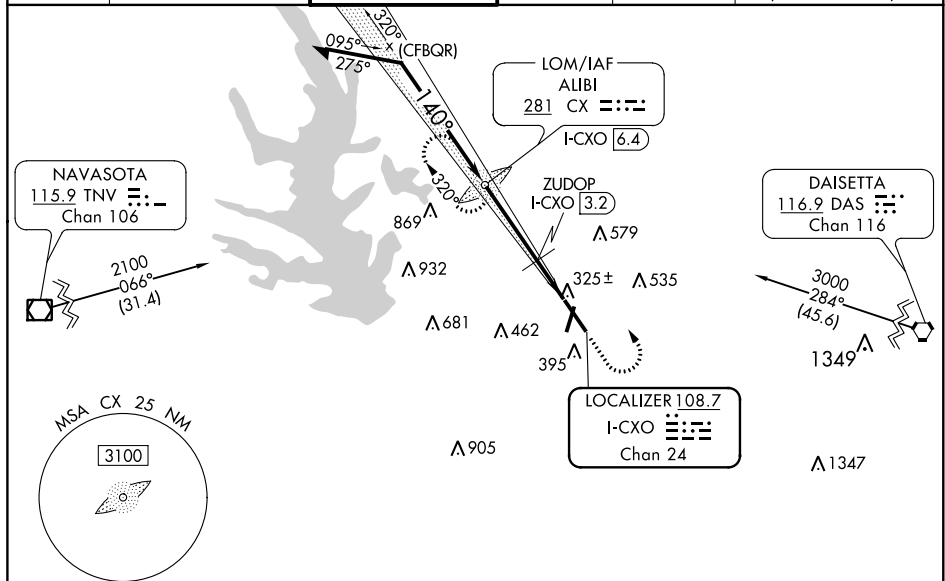 320°
095°
x (CFBQR)
275°
140°
LOM/IAF
ALIBI
281 CX
I-CXO 6.4
320°
ZUDOP
I-CXO 3.2
NAVASOTA
115.9 TNV
Chan 106
DAISETTA
116.9 DAS
Chan 116
869
579
2100
066°
(31.4)
932
325±
535
3000
284°
(45.6)
681
462
395
1349
LOCALIZER 108.7
I-CXO
Chan 24
MSA CX 25 NM
3100
905
1347